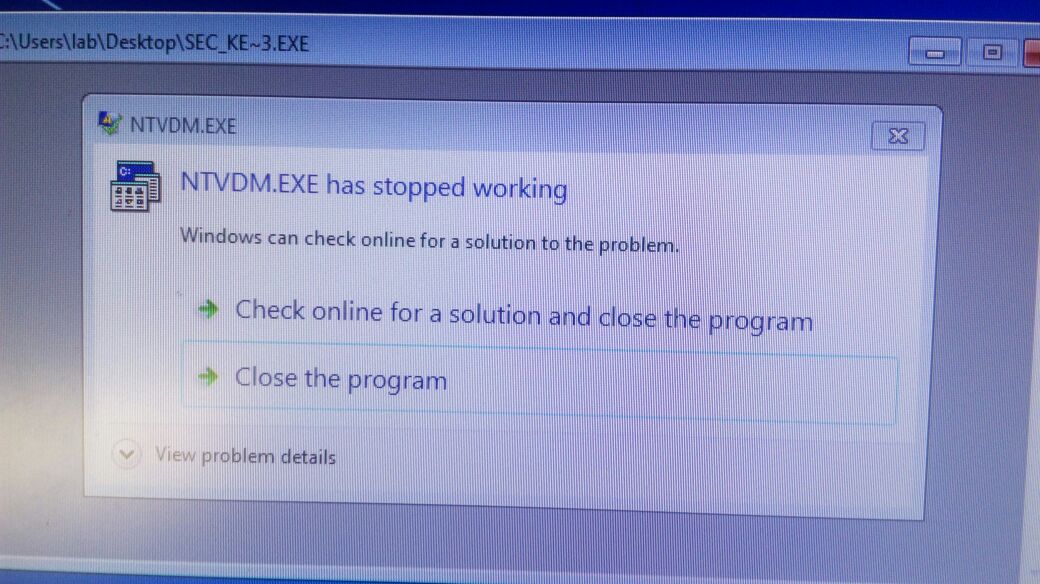 C:\Users\lab\Desktop\SEC_KE~3.EXE
NTVDM.EXE
C:\
NTVDM.EXE has stopped working
Windows can check online for a solution to the problem.
Check online for a solution and close the program
Close the program
View problem details